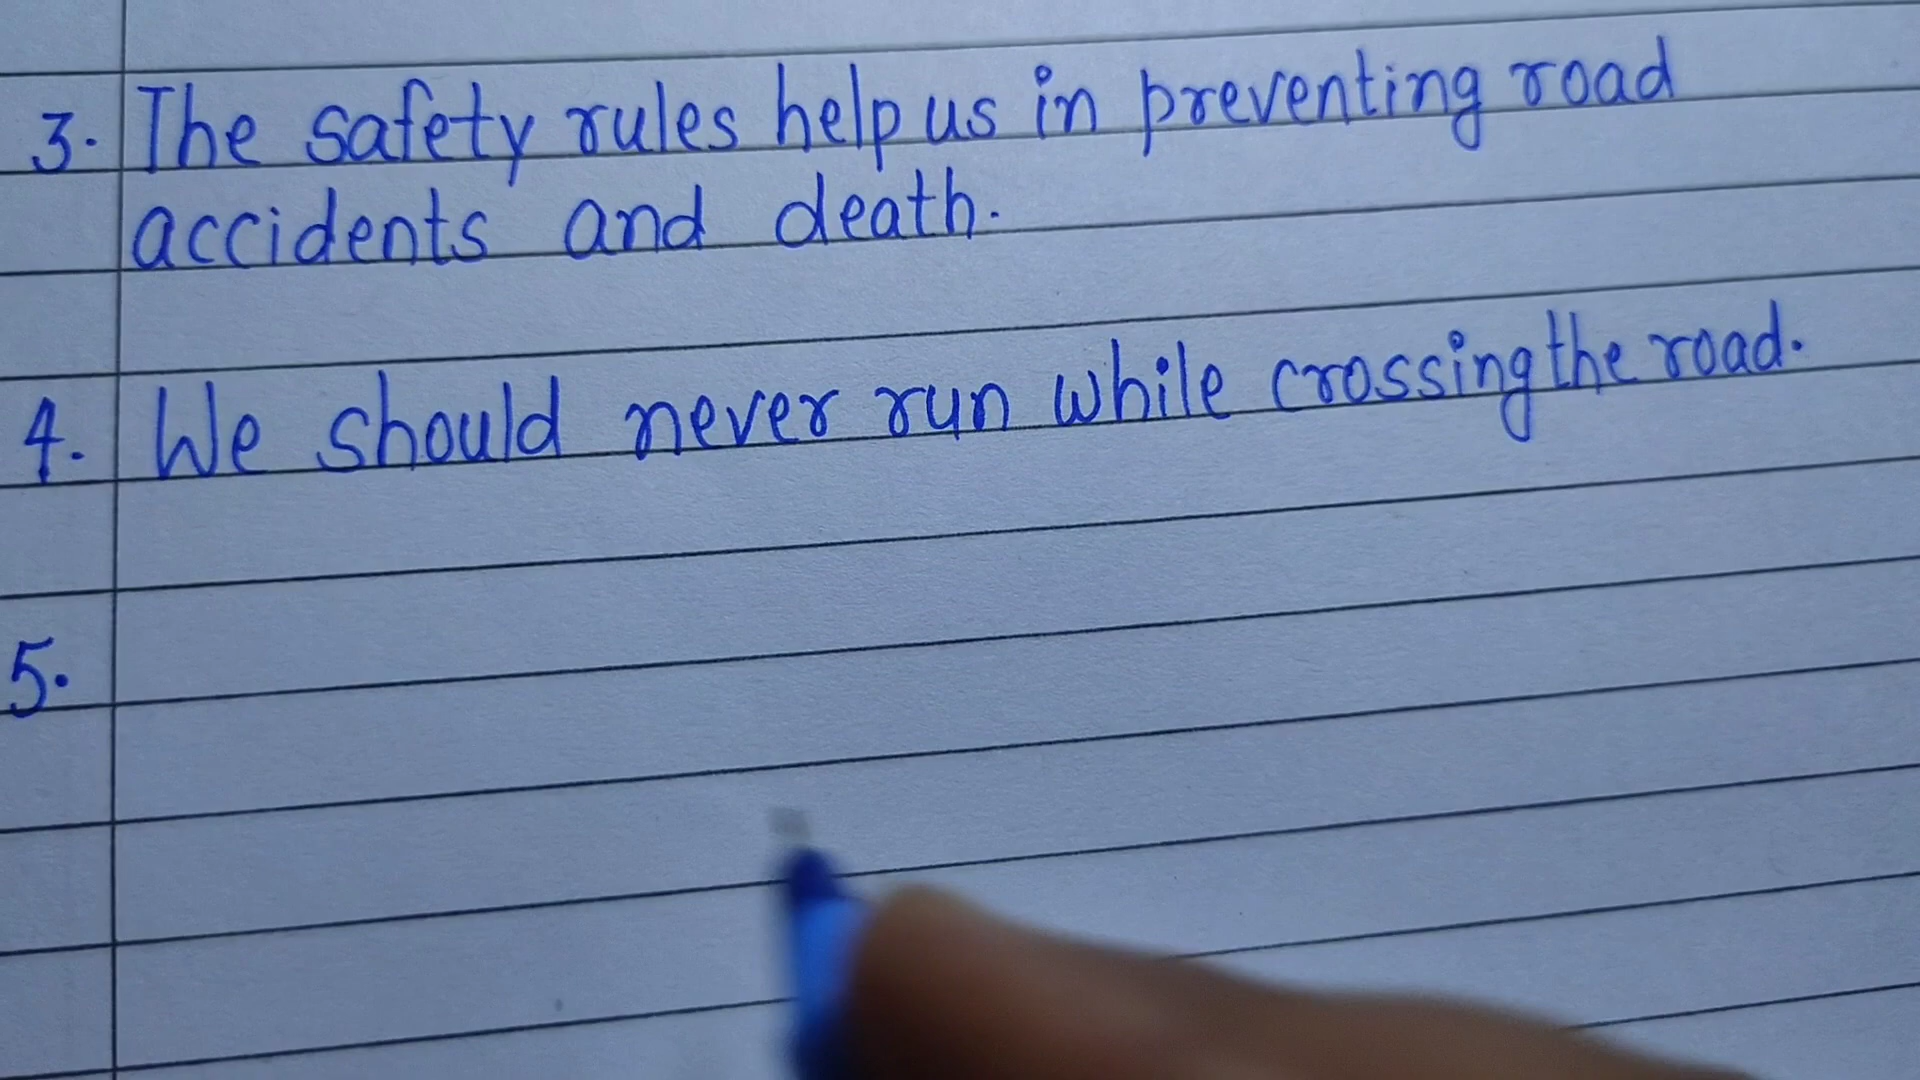 3. The safety rules help us in preventing road
accidents and death.
4. We should never run while crossing the road.
5.